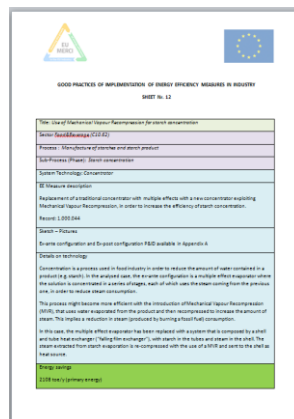 EU
MERCI
GOOD PRACTICES OF IMPLEMENTATION OF ENERGY EFFICIENCY MEASURES IN INDUSTRY
SHEET Nr. 12
Title: Use of Mechanical Vapour Recompression for starch concentration
Sector: Food&Beverage (C10.62)
Process: Manufacture of starches and starch product
Sub-Process (Phase): Starch concentration
System Technology: Concentrator
EE Measure description
Replacement of a traditional concentrator with multiple effects with a new concentrator exploiting
Mechanical Vapour Recompression, in order to increase the efficiency of starch concentration.
Record: 1.000.044
Sketch – Pictures
Ex-ante configuration and Ex-post configuration P&ID available in Appendix A
Details on technology
Concentration is a process used in food industry in order to reduce the amount of water contained in a
product (e.g. starch). In the analysed case, the ex-ante configuration is a multiple effect evaporator where
the solution is concentrated in a series of stages, each of which uses the steam coming from the previous
one, in order to reduce steam consumption.
This process might become more efficient with the introduction of Mechanical Vapour Recompression
(MVR), that uses water evaporated from the product and then recompressed to increase the amount of
steam. This implies a reduction in steam (produced by burning a fossil fuel) consumption.
In this case, the multiple effect evaporator has been replaced with a system that is composed by a shell
and tube heat exchanger ("falling film exchanger"), with starch in the tubes and steam in the shell. The
steam extracted from starch evaporation is re-compressed with the use of a MVR and sent to the shell as
heat source.
Energy savings
toe/y (primary energy)